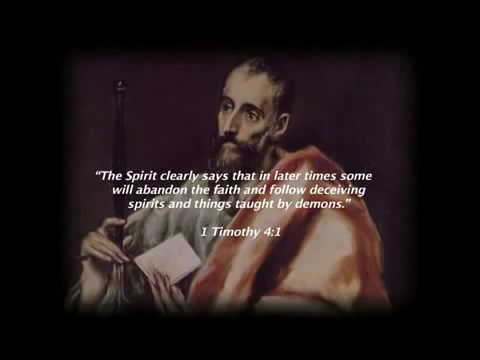 “The Spirit clearly says that in later times some
will abandon the faith and follow deceiving
spirits and things taught by demons.”
1 Timothy 4:1